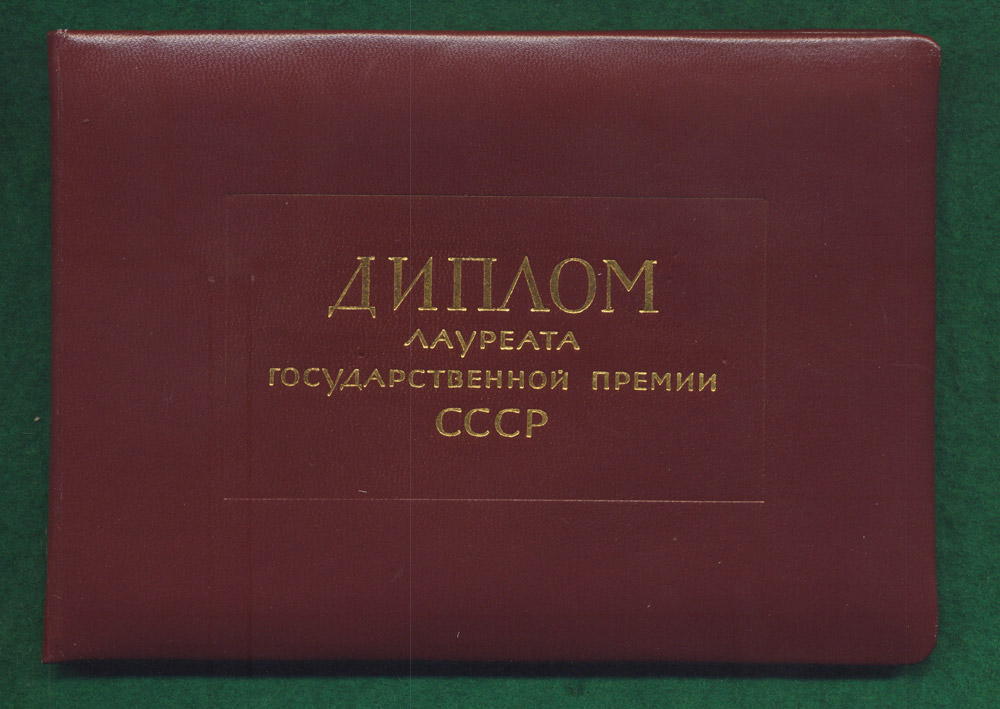 ДИПЛОМ
ЛАУРЕАТА
ГОСУДАРСТВЕННОЙ ПРЕМИИ
СССР